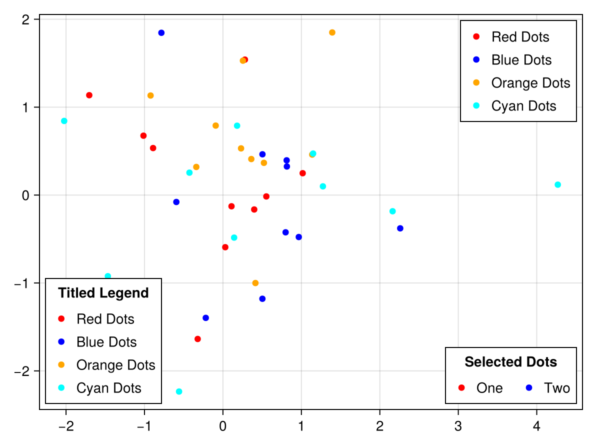 2
1
0
−1
−2
Red Dots
Blue Dots
Orange Dots
Cyan Dots
Titled Legend
Red Dots
Blue Dots
Orange Dots
Cyan Dots
Selected Dots
One Two
−2 −1 0 1 2 3 4